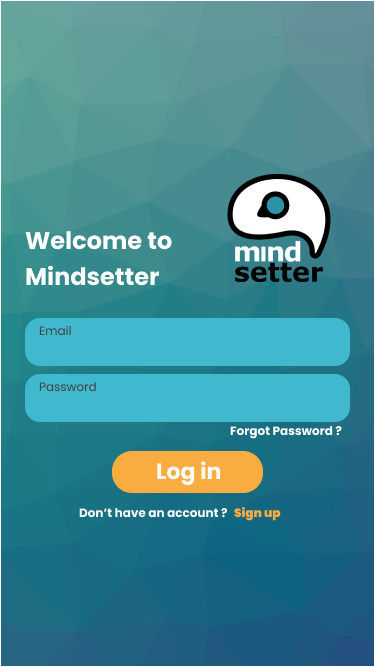 Welcome to
Mindsetter
mind
setter
Email
Password
Forgot Password ?
Log in
Don’t have an account ? Sign up